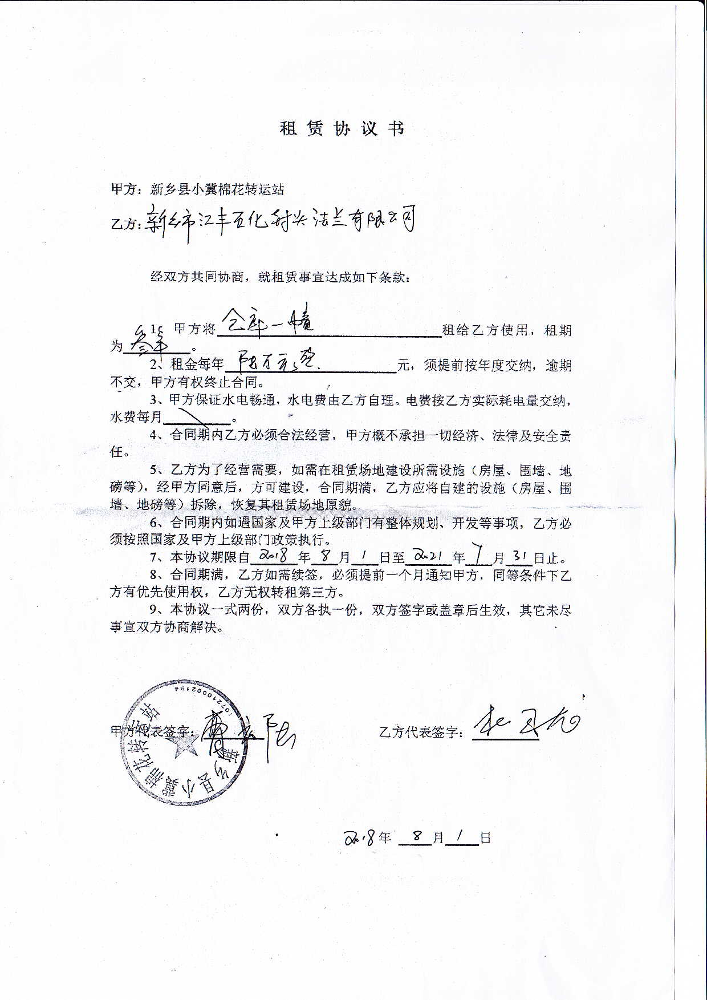 租赁协议书
甲方：新乡县小冀棉花转运站
乙方：新乡市江丰石化封头法兰有限公司
经双方共同协商，就租赁事宜达成如下条款：
1、甲方将仓库一幢租给乙方使用，租期
为叁年。
2、租金每年陆万元整元，须提前按年度交纳，逾期
不交，甲方有权终止合同。
3、甲方保证水电畅通，水电费由乙方自理。电费按乙方实际耗电量交纳，
水费每月 。
4、合同期内乙方必须合法经营，甲方概不承担一切经济、法律及安全责
任。
5、乙方为了经营需要，如需在租赁场地建设所需设施（房屋、围墙、地
磅等），经甲方同意后，方可建设，合同期满，乙方应将自建的设施（房屋、围
墙、地磅等）拆除，恢复其租赁场地原貌。
6、合同期内如遇国家及甲方上级部门有整体规划、开发等事项，乙方必
须按照国家及甲方上级部门政策执行。
7、本协议期限自2018年8月1日至2021年7月31日止。
8、合同期满，乙方如需续签，必须提前一个月通知甲方，同等条件下乙
方有优先使用权，乙方无权转租第三方。
9、本协议一式两份，双方各执一份，双方签字或盖章后生效，其它未尽
事宜双方协商解决。
新乡县小冀棉花转运站
甲方代表签字：
乙方代表签字：
2018年8月1日